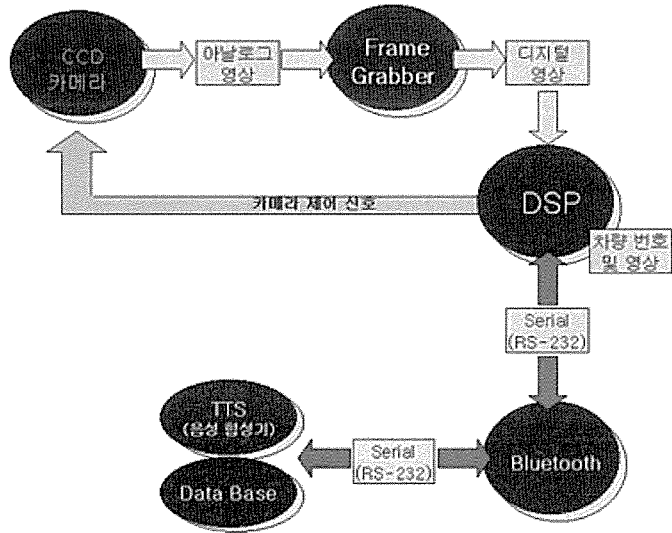 CCD
카메라
아날로그
영상
Frame
Grabber
디지털
영상
카메라 제어 신호
DSP
차량 번호
및 영상
Serial
(RS-232)
TTS
(음성 합성기)
Data Base
Serial
(RS-232)
Bluetooth